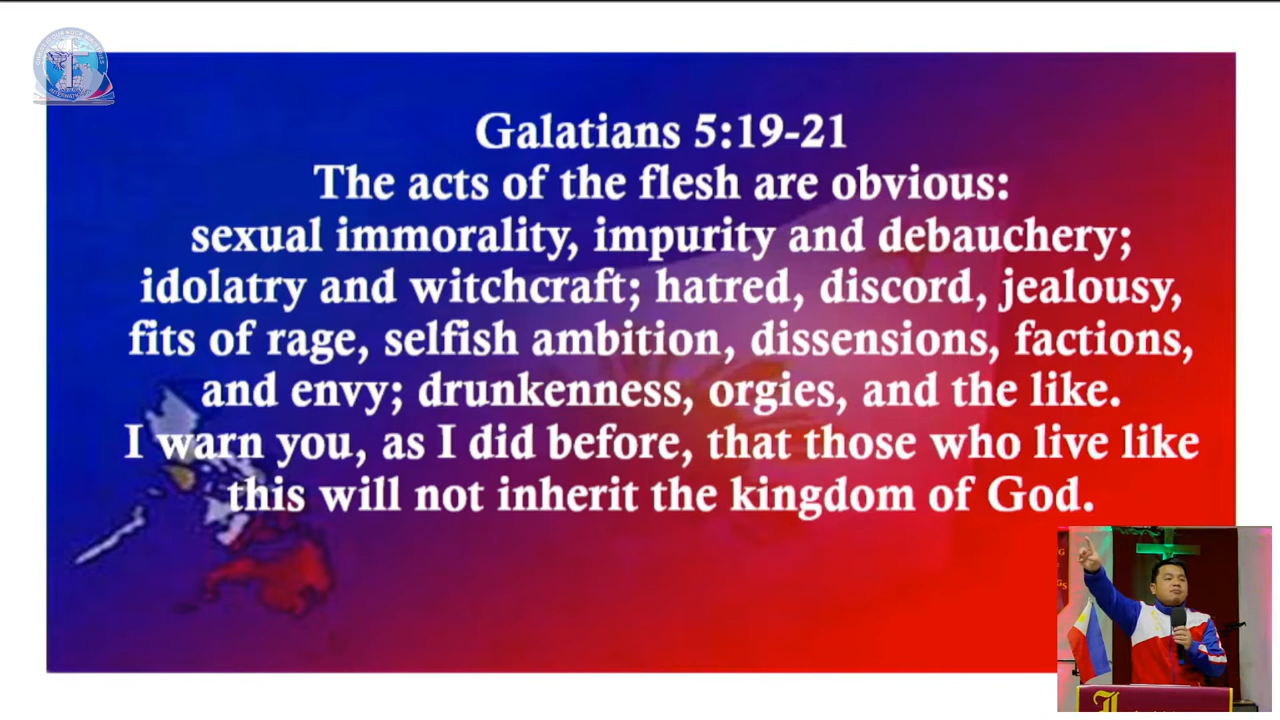 Galatians 5:19-21
The acts of the flesh are obvious:
sexual immorality, impurity and debauchery;
idolatry and witchcraft; hatred, discord, jealousy,
fits of rage, selfish ambition, dissensions, factions,
and envy; drunkenness, orgies, and the like.
I warn you, as I did before, that those who live like
this will not inherit the kingdom of God.